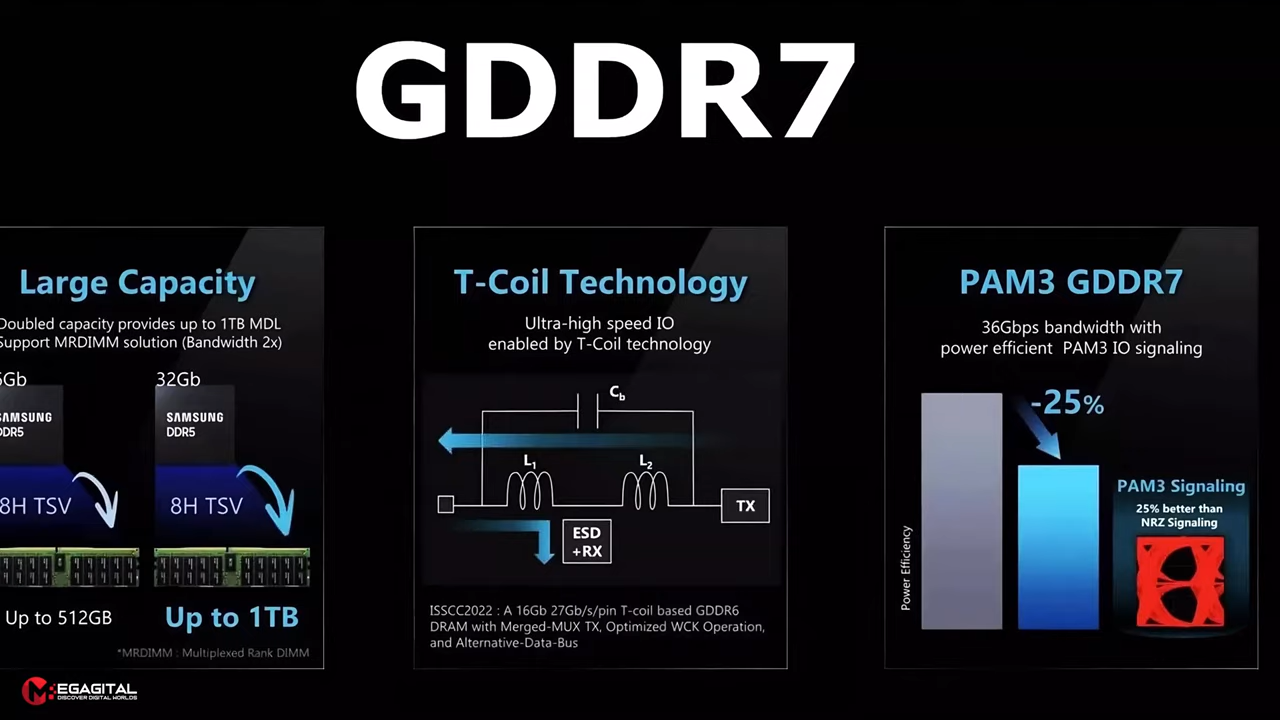 GDDR7
Large Capacity
Doubled capacity provides up to 1TB MDL
Support MRDIMM solution (Bandwidth 2x)
32Gb
SAMSUNG
DDR5
SAMSUNG
DDR5
8H TSV
8H TSV
Up to 512GB
Up to 1TB
*MRDIMM : Multiplexed Rank DIMM
T-Coil Technology
Ultra-high speed IO
enabled by T-Coil technology
Cb
L1
L2
TX
ESD
+RX
ISSCC2022 : A 16Gb 27Gb/s/pin T-coil based GDDR6
DRAM with Merged-MUX TX, Optimized WCK Operation,
and Alternative-Data-Bus
PAM3 GDDR7
36Gbps bandwidth with
power efficient PAM3 IO signaling
-25%
Power Efficiency
PAM3 Signaling
25% better than
NRZ Signaling
MEGAGITAL
DISCOVER DIGITAL WORLDS